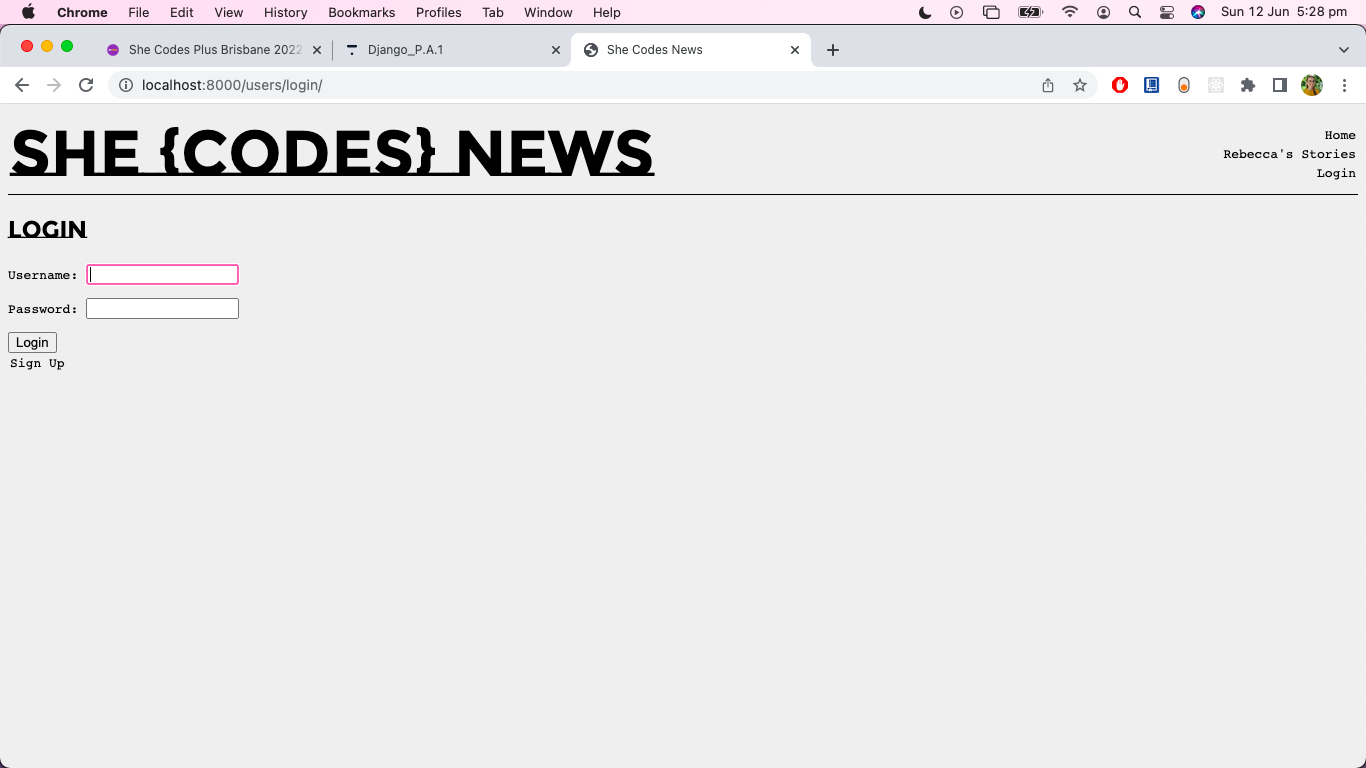 Chrome File Edit View History Bookmarks Profiles Tab Window Help Sun 12 Jun 5:28 pm
She Codes Plus Brisbane 2022 Django_P.A.1 She Codes News
localhost:8000/users/login/
SHE {CODES} NEWS
Home
Rebecca's Stories
Login
LOGIN
Username:
Password:
Login
Sign Up